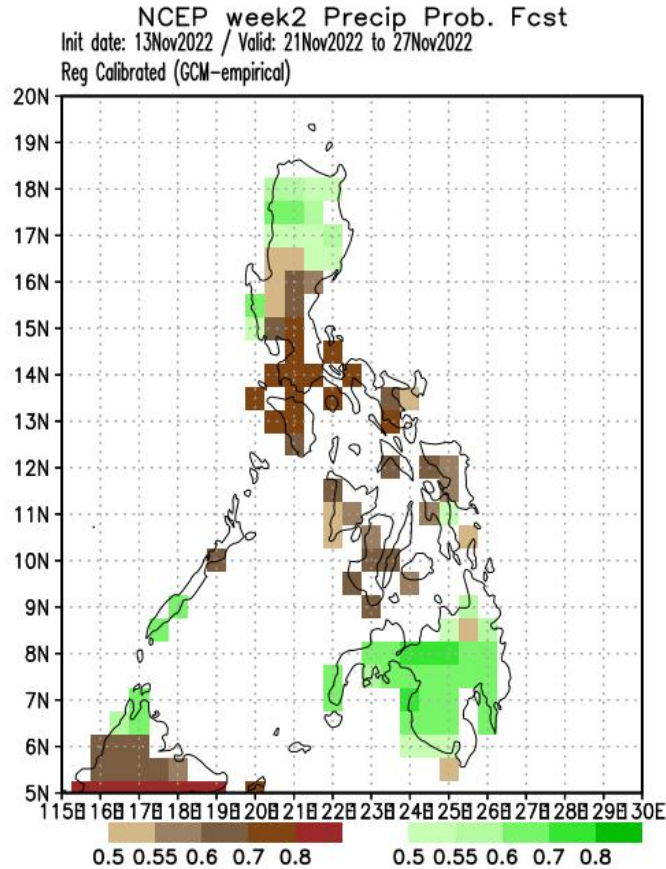 NCEP week2 Precip Prob. Fcst
Init date: 13Nov2022 / Valid: 21Nov2022 to 27Nov2022
Reg Calibrated (GCM-empirical)
20N
19N
18N
17N
16N
15N
14N
13N
12N
11N
10N
9N
8N
7N
6N
5N
115E 116E 117E 118E 119E 120E 121E 122E 123E 124E 125E 126E 127E 128E 129E 130E
0.5 0.55 0.6 0.7 0.8 0.5 0.55 0.6 0.7 0.8